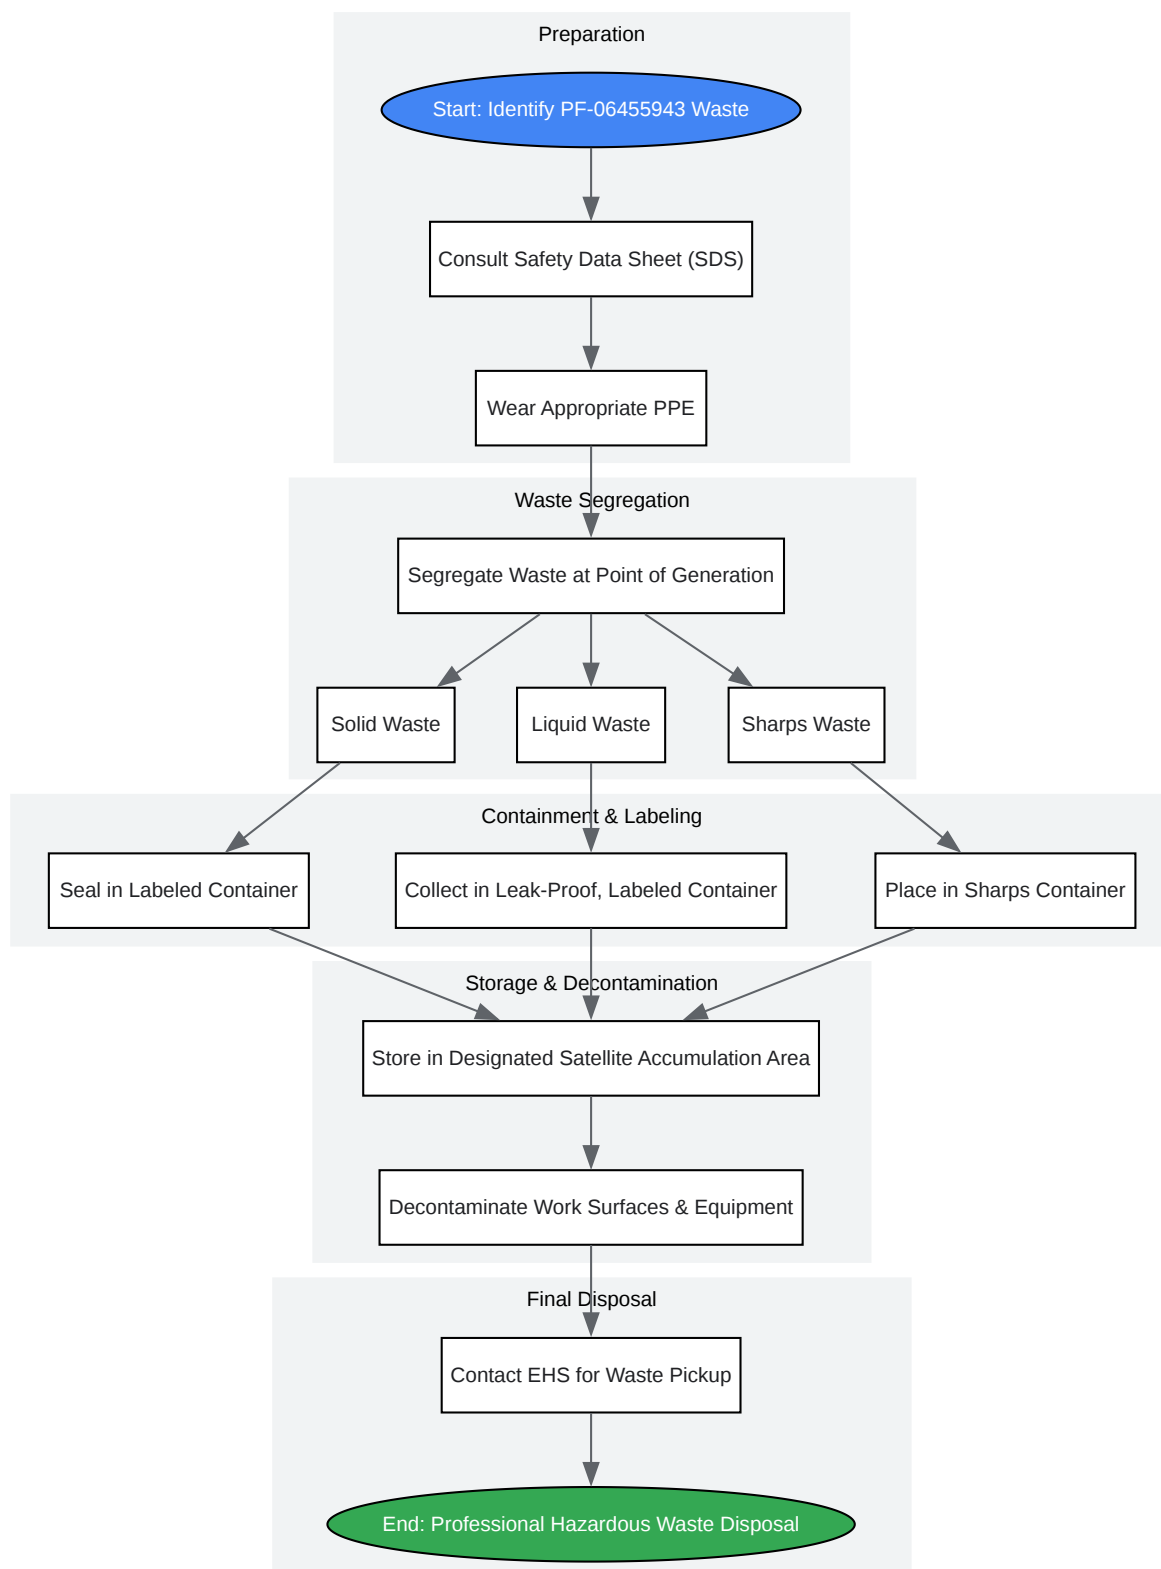 Preparation
Start: Identify PF-06455943 Waste
Consult Safety Data Sheet (SDS)
Wear Appropriate PPE
Waste Segregation
Segregate Waste at Point of Generation
Solid Waste
Liquid Waste
Sharps Waste
Containment & Labeling
Seal in Labeled Container
Collect in Leak-Proof, Labeled Container
Place in Sharps Container
Storage & Decontamination
Store in Designated Satellite Accumulation Area
Decontaminate Work Surfaces & Equipment
Final Disposal
Contact EHS for Waste Pickup
End: Professional Hazardous Waste Disposal